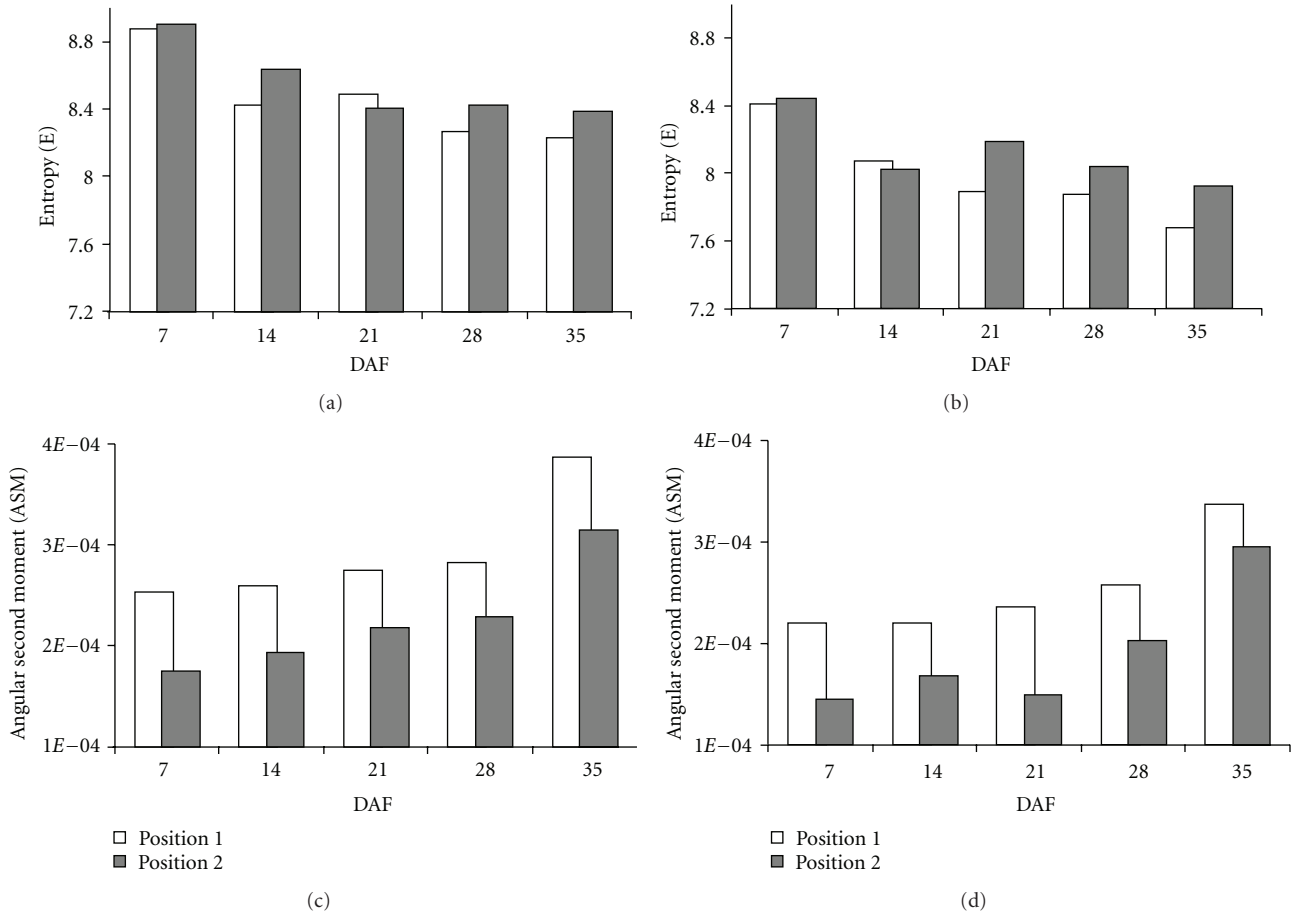 8.8
8.4
8
7.6
7.2
Entropy (E)
7 14 21 28 35
DAF
(a)
8.8
8.4
8
7.6
7.2
Entropy (E)
7 14 21 28 35
DAF
(b)
4E−04
3E−04
2E−04
1E−04
Angular second moment (ASM)
7 14 21 28 35
DAF
Position 1
Position 2
(c)
4E−04
3E−04
2E−04
1E−04
Angular second moment (ASM)
7 14 21 28 35
DAF
Position 1
Position 2
(d)